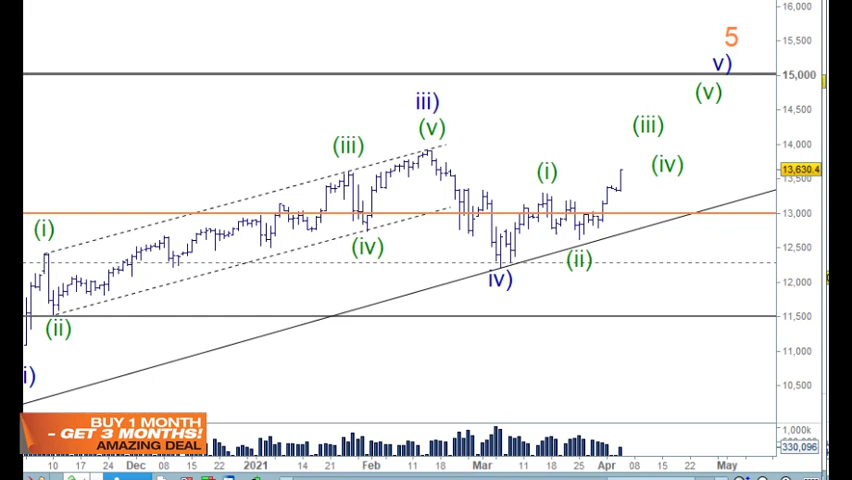 16,000
15,500
15,000
14,500
14,000
13,630.4
13,500
13,000
12,500
12,000
11,500
11,000
10,500
5
v)
(v)
(iii)
(iv)
iii)
(v)
(iii)
(i)
(i)
(iv)
(ii)
iv)
(ii)
i)
BUY 1 MONTH
- GET 3 MONTHS!
AMAZING DEAL
1,000k
330,096
10 17 24 Dec 08 15 22 2021 14 21 Feb 08 18 Mar 04 11 18 25 Apr 08 15 22 May